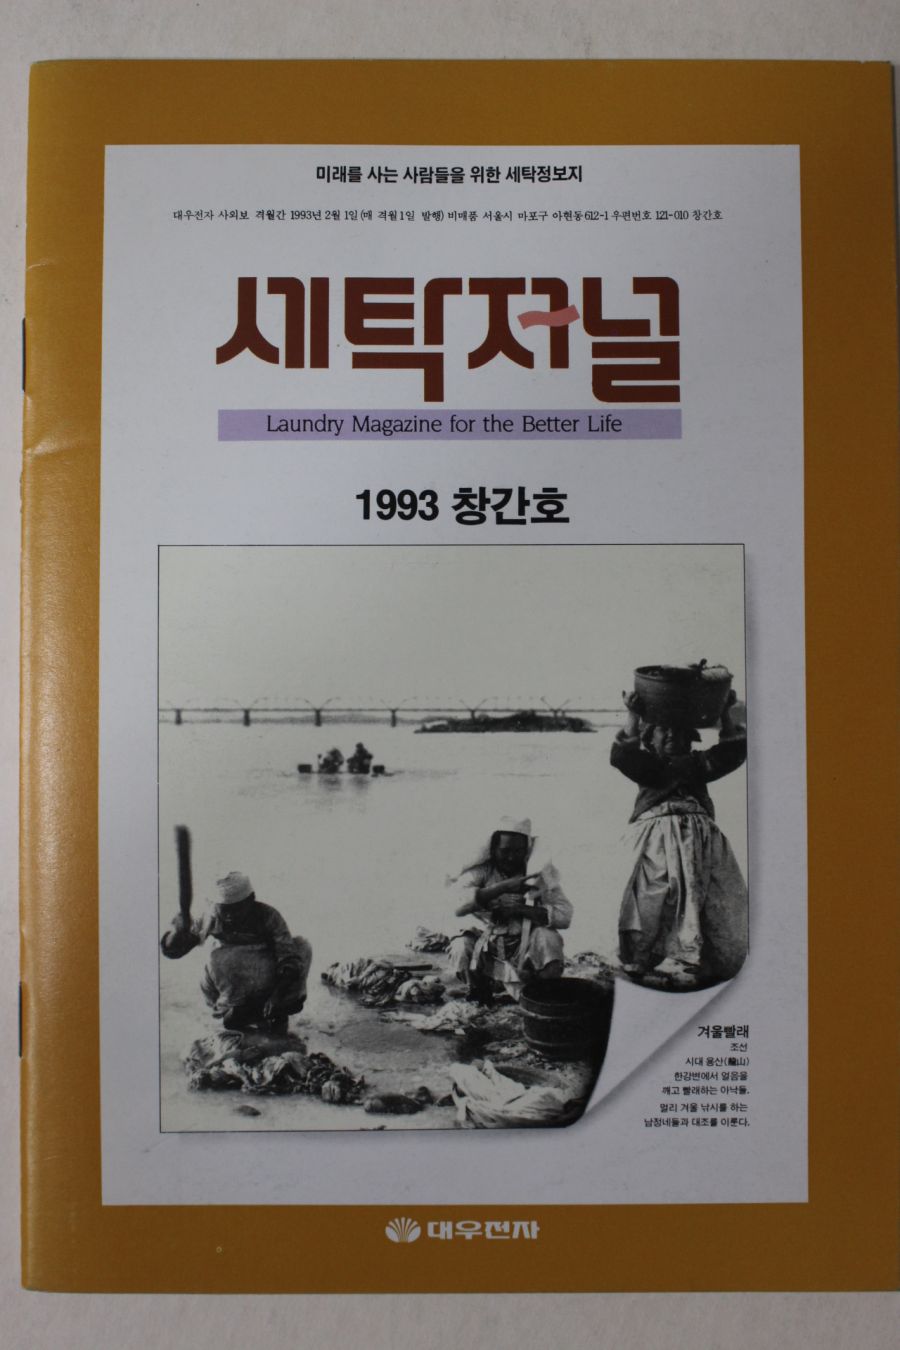 미래를 사는 사람들을 위한 세탁정보지
대우전자 사외보 격월간 1993년 2월 1일 (매 격월 1일 발행) 비매품 서울시 마포구 아현동 612-1 우편번호 121-010 창간호
세탁저널
Laundry Magazine for the Better Life
1993 창간호
겨울빨래
조선
시대 용산(龍山)
한강변에서 얼음을
깨고 빨래하는 아낙들.
멀리 겨울 낚시를 하는
남정네들과 대조를 이룬다.
대우전자